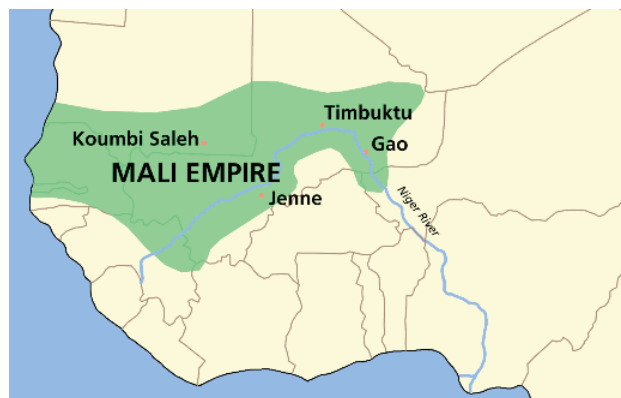 Timbuktu
Koumbi Saleh
Gao
MALI EMPIRE
Jenne
Niger River